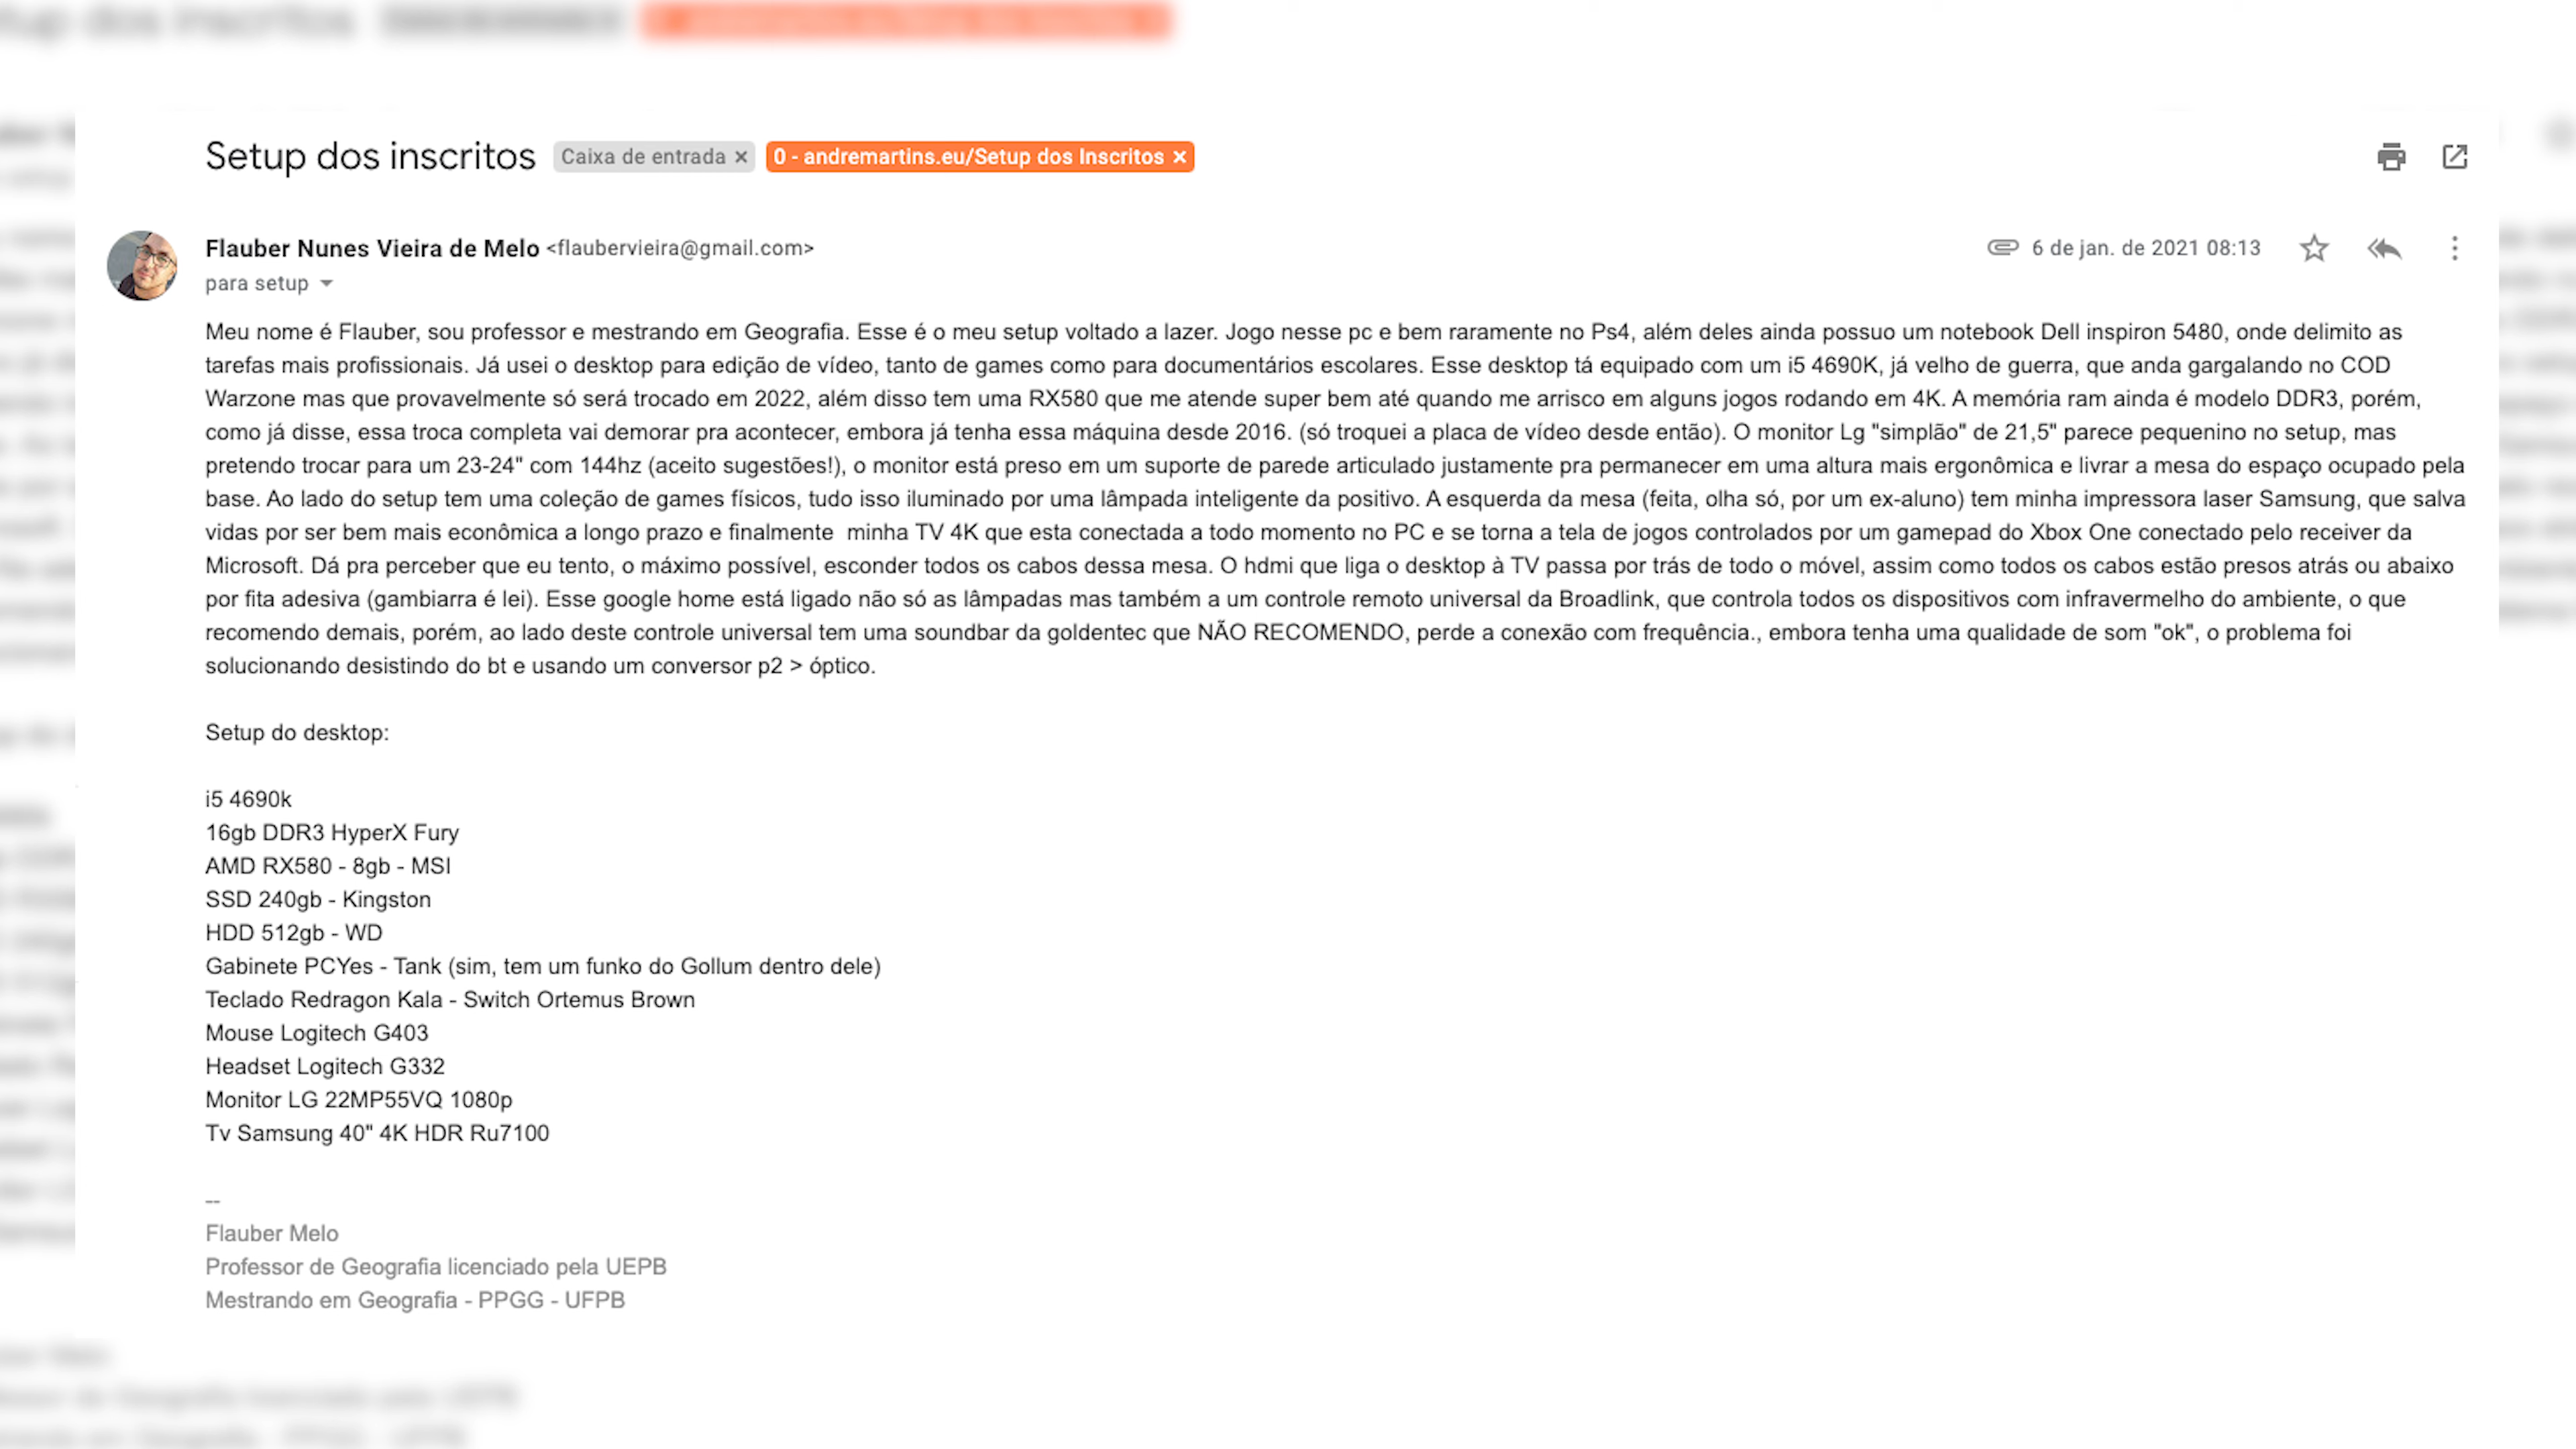 Setup dos inscritos Caixa de entrada × 0 - andremartins.eu/Setup dos Inscritos ×
Flauber Nunes Vieira de Melo <flaubervieira@gmail.com> 6 de jan. de 2021 08:13
para setup
Meu nome é Flauber, sou professor e mestrando em Geografia. Esse é o meu setup voltado a lazer. Jogo nesse pc e bem raramente no Ps4, além deles ainda possuo um notebook Dell inspiron 5480, onde delimito as
tarefas mais profissionais. Já usei o desktop para edição de vídeo, tanto de games como para documentários escolares. Esse desktop tá equipado com um i5 4690K, já velho de guerra, que anda gargalando no COD
Warzone mas que provavelmente só será trocado em 2022, além disso tem uma RX580 que me atende super bem até quando me arrisco em alguns jogos rodando em 4K. A memória ram ainda é modelo DDR3, porém,
como já disse, essa troca completa vai demorar pra acontecer, embora já tenha essa máquina desde 2016. (só troquei a placa de vídeo desde então). O monitor Lg "simplão" de 21,5" parece pequenino no setup, mas
pretendo trocar para um 23-24" com 144hz (aceito sugestões!), o monitor está preso em um suporte de parede articulado justamente pra permanecer em uma altura mais ergonômica e livrar a mesa do espaço ocupado pela
base. Ao lado do setup tem uma coleção de games físicos, tudo isso iluminado por uma lâmpada inteligente da positivo. A esquerda da mesa (feita, olha só, por um ex-aluno) tem minha impressora laser Samsung, que salva
vidas por ser bem mais econômica a longo prazo e finalmente  minha TV 4K que esta conectada a todo momento no PC e se torna a tela de jogos controlados por um gamepad do Xbox One conectado pelo receiver da
Microsoft. Dá pra perceber que eu tento, o máximo possível, esconder todos os cabos dessa mesa. O hdmi que liga o desktop à TV passa por trás de todo o móvel, assim como todos os cabos estão presos atrás ou abaixo
por fita adesiva (gambiarra é lei). Esse google home está ligado não só as lâmpadas mas também a um controle remoto universal da Broadlink, que controla todos os dispositivos com infravermelho do ambiente, o que
recomendo demais, porém, ao lado deste controle universal tem uma soundbar da goldentec que NÃO RECOMENDO, perde a conexão com frequência., embora tenha uma qualidade de som "ok", o problema foi
solucionando desistindo do bt e usando um conversor p2 > óptico.
Setup do desktop:
i5 4690k
16gb DDR3 HyperX Fury
AMD RX580 - 8gb - MSI
SSD 240gb - Kingston
HDD 512gb - WD
Gabinete PCYes - Tank (sim, tem um funko do Gollum dentro dele)
Teclado Redragon Kala - Switch Ortemus Brown
Mouse Logitech G403
Headset Logitech G332
Monitor LG 22MP55VQ 1080p
Tv Samsung 40" 4K HDR Ru7100
--
Flauber Melo
Professor de Geografia licenciado pela UEPB
Mestrando em Geografia - PPGG - UFPB